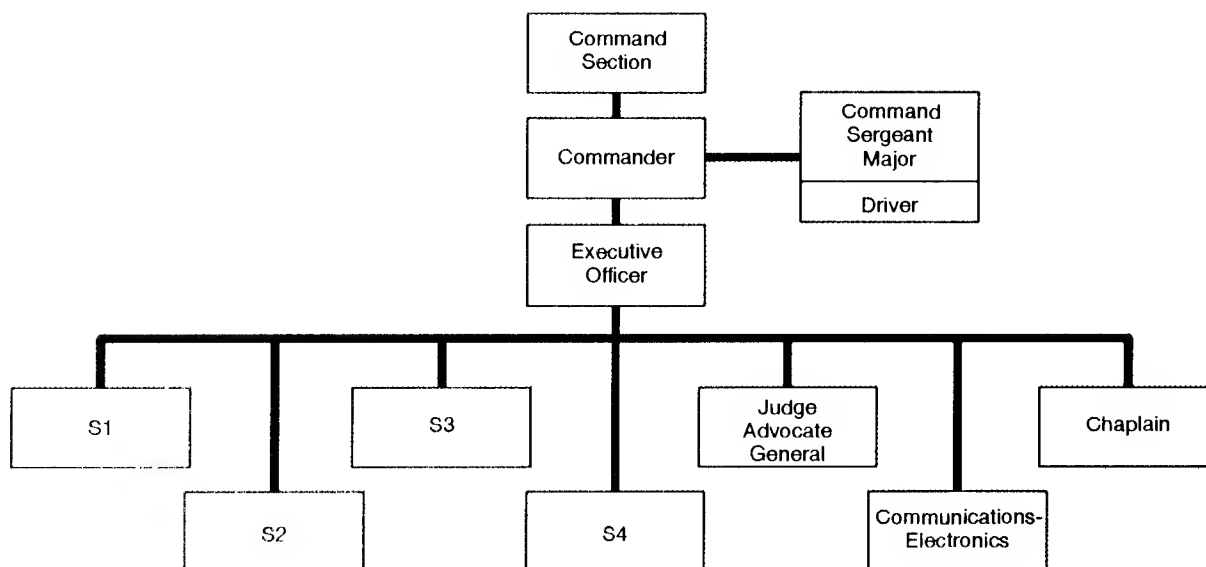 Command
Section
Commander
Command
Sergeant
Major
Driver
Executive
Officer
S1
S3
Judge
Advocate
General
Chaplain
S2
S4
Communications-
Electronics